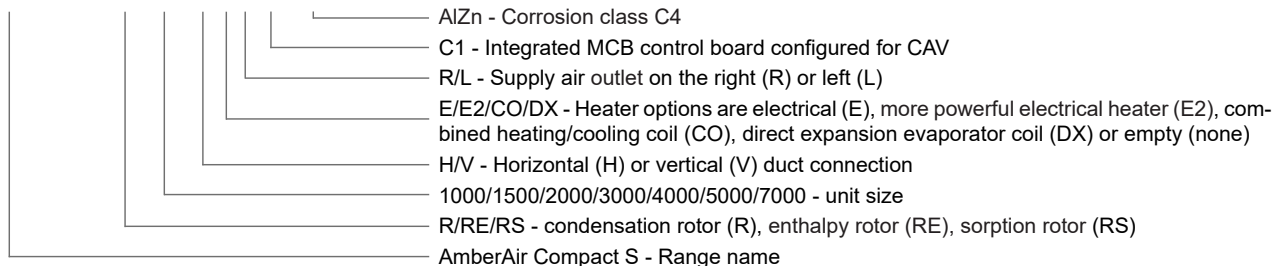 AlZn - Corrosion class C4
C1 - Integrated MCB control board configured for CAV
R/L - Supply air outlet on the right (R) or left (L)
E/E2/CO/DX - Heater options are electrical (E), more powerful electrical heater (E2), com-
bined heating/cooling coil (CO), direct expansion evaporator coil (DX) or empty (none)
H/V - Horizontal (H) or vertical (V) duct connection
1000/1500/2000/3000/4000/5000/7000 - unit size
R/RE/RS - condensation rotor (R), enthalpy rotor (RE), sorption rotor (RS)
AmberAir Compact S - Range name